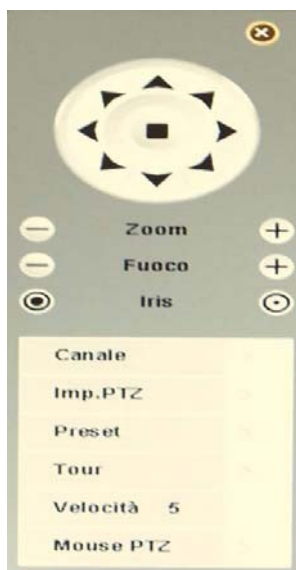 Zoom
Fuoco
Iris
Canale
Imp.PTZ
Preset
Tour
Velocità 5
Mouse PTZ